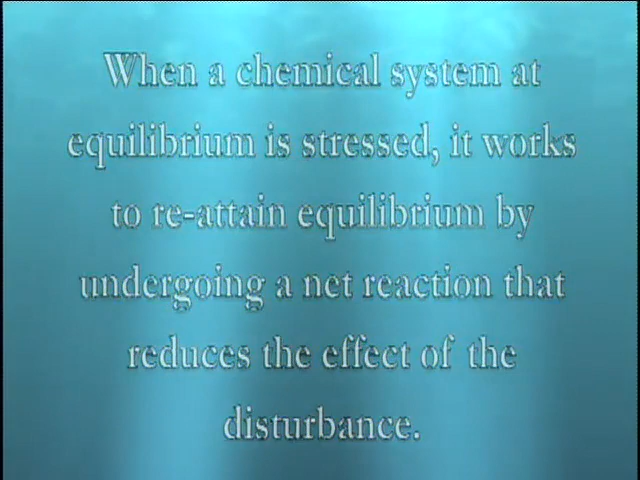 When a chemical system at
equilibrium is stressed, it works
to re-attain equilibrium by
undergoing a net reaction that
reduces the effect of the
disturbance.